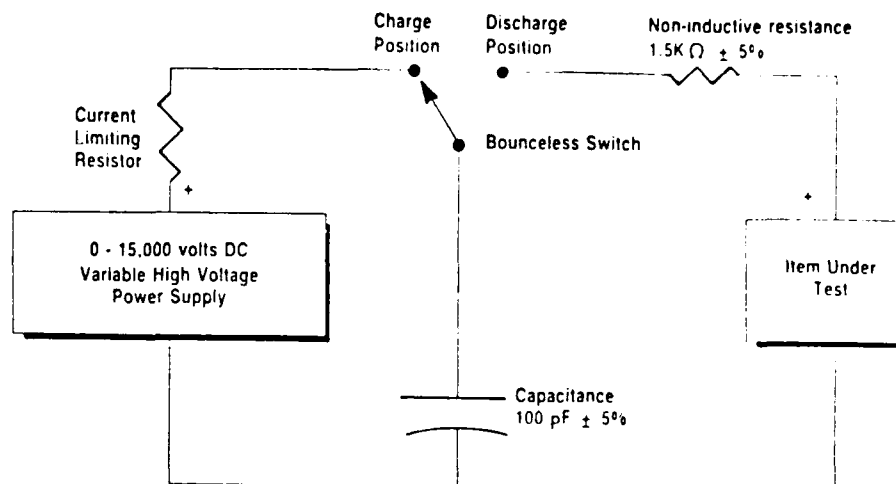 Charge
Position
Discharge
Position
Non-inductive resistance
1.5K Ω ± 5%
Current
Limiting
Resistor
Bounceless Switch
+
+
0 - 15,000 volts DC
Variable High Voltage
Power Supply
Item Under
Test
Capacitance
100 pF ± 5%